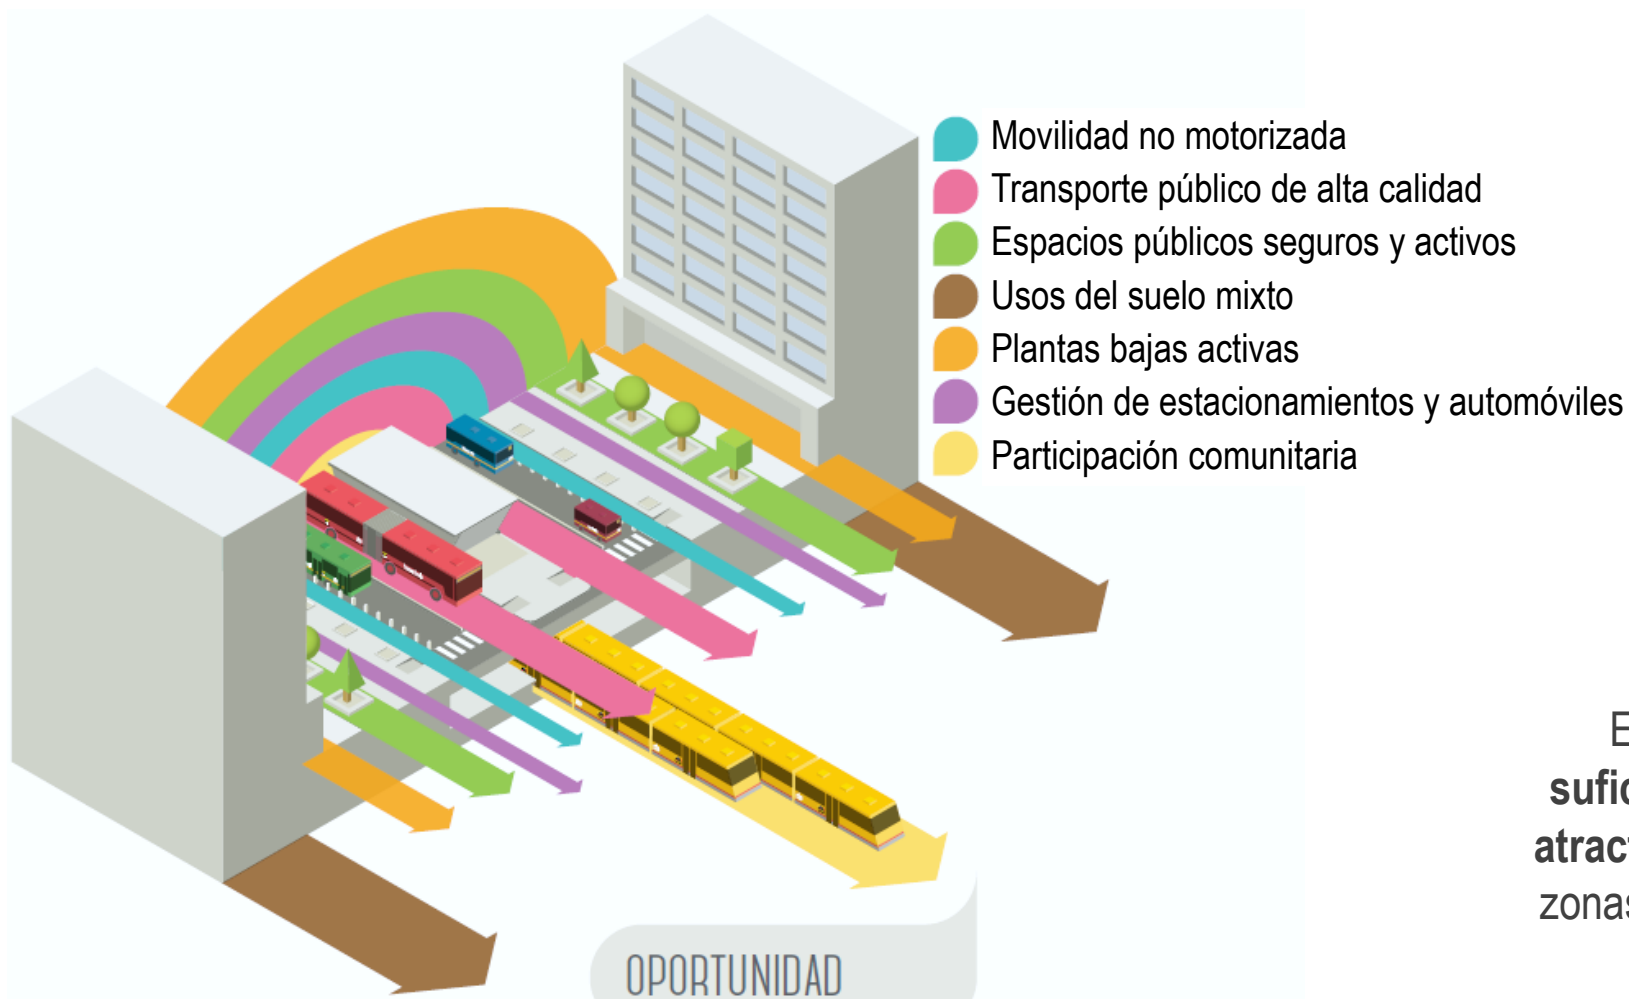 Movilidad no motorizada
Transporte público de alta calidad
Espacios públicos seguros y activos
Usos del suelo mixto
Plantas bajas activas
Gestión de estacionamientos y automóviles
Participación comunitaria
OPORTUNIDAD